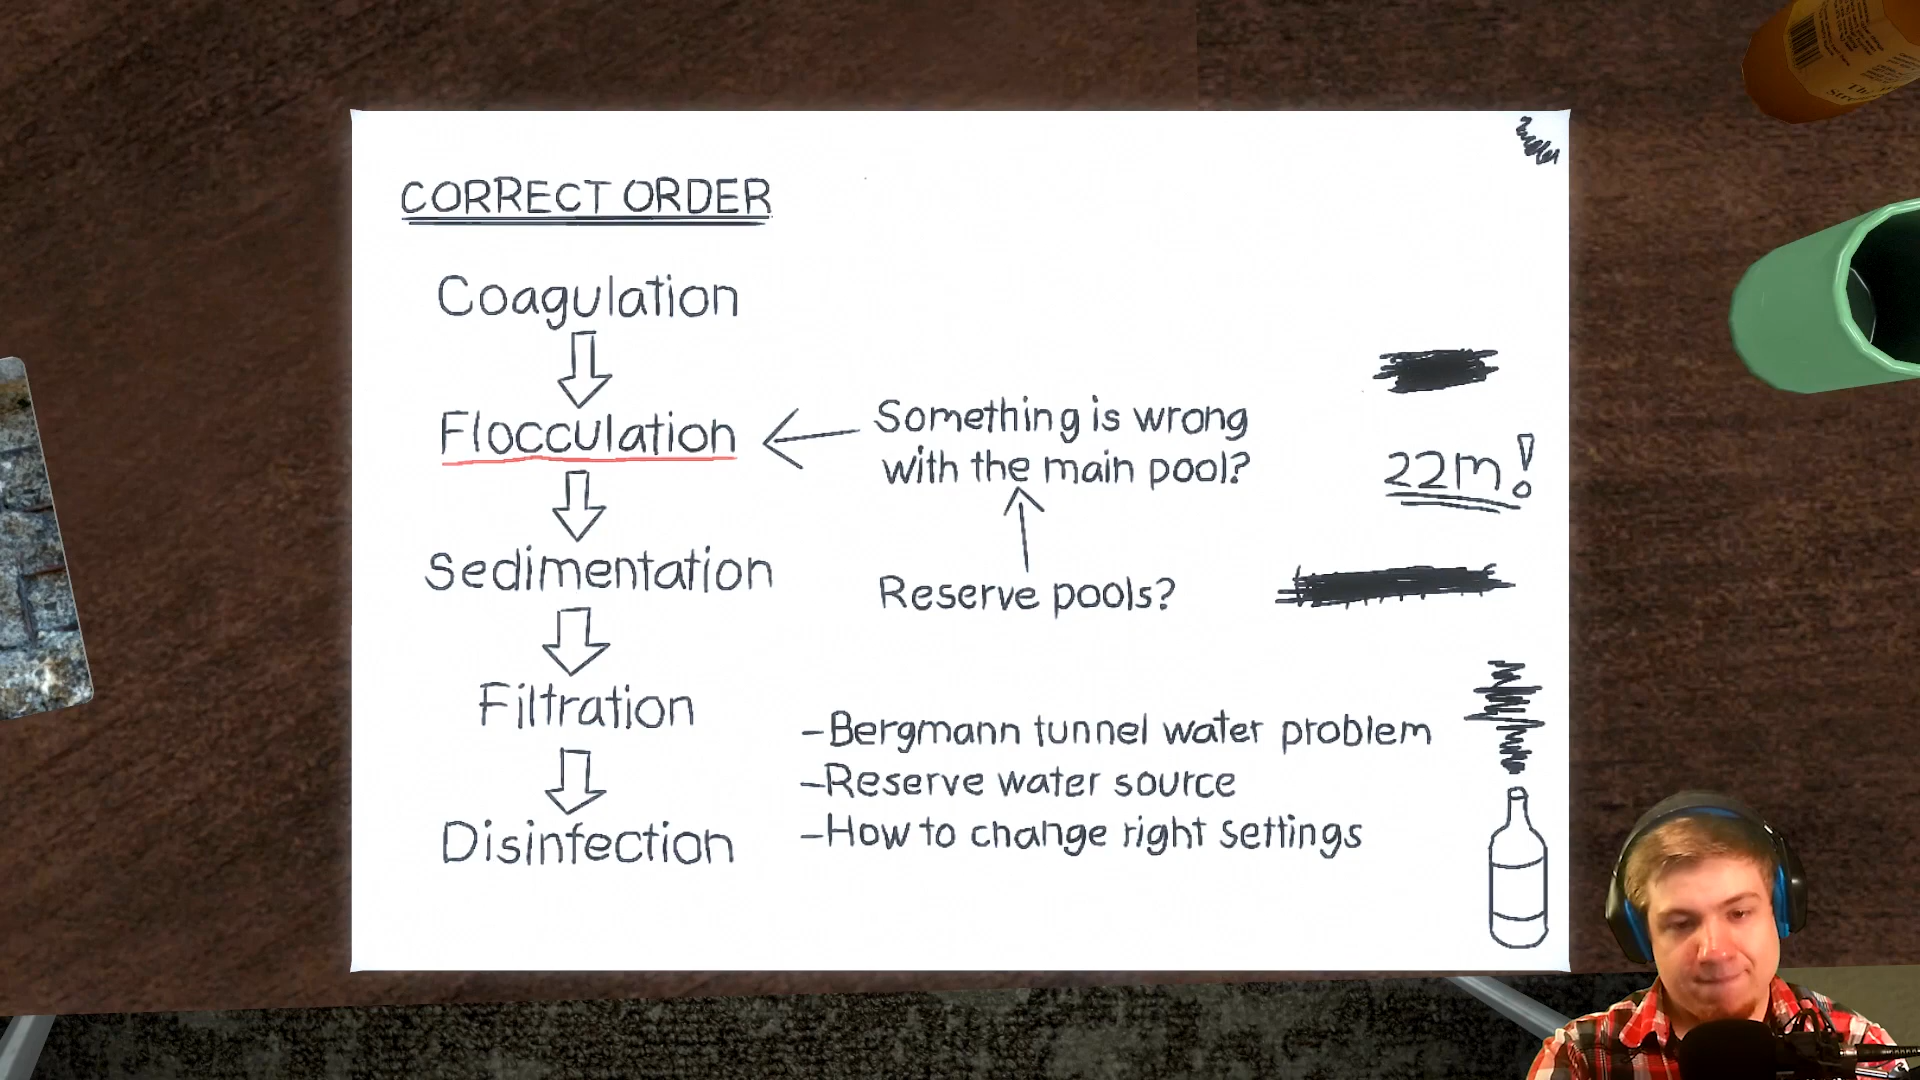 CORRECT ORDER
Coagulation
Flocculation
Something is wrong
with the main pool?
22m!
Sedimentation
Reserve pools?
Filtration
-Bergmann tunnel water problem
-Reserve water source
-How to change right settings
Disinfection